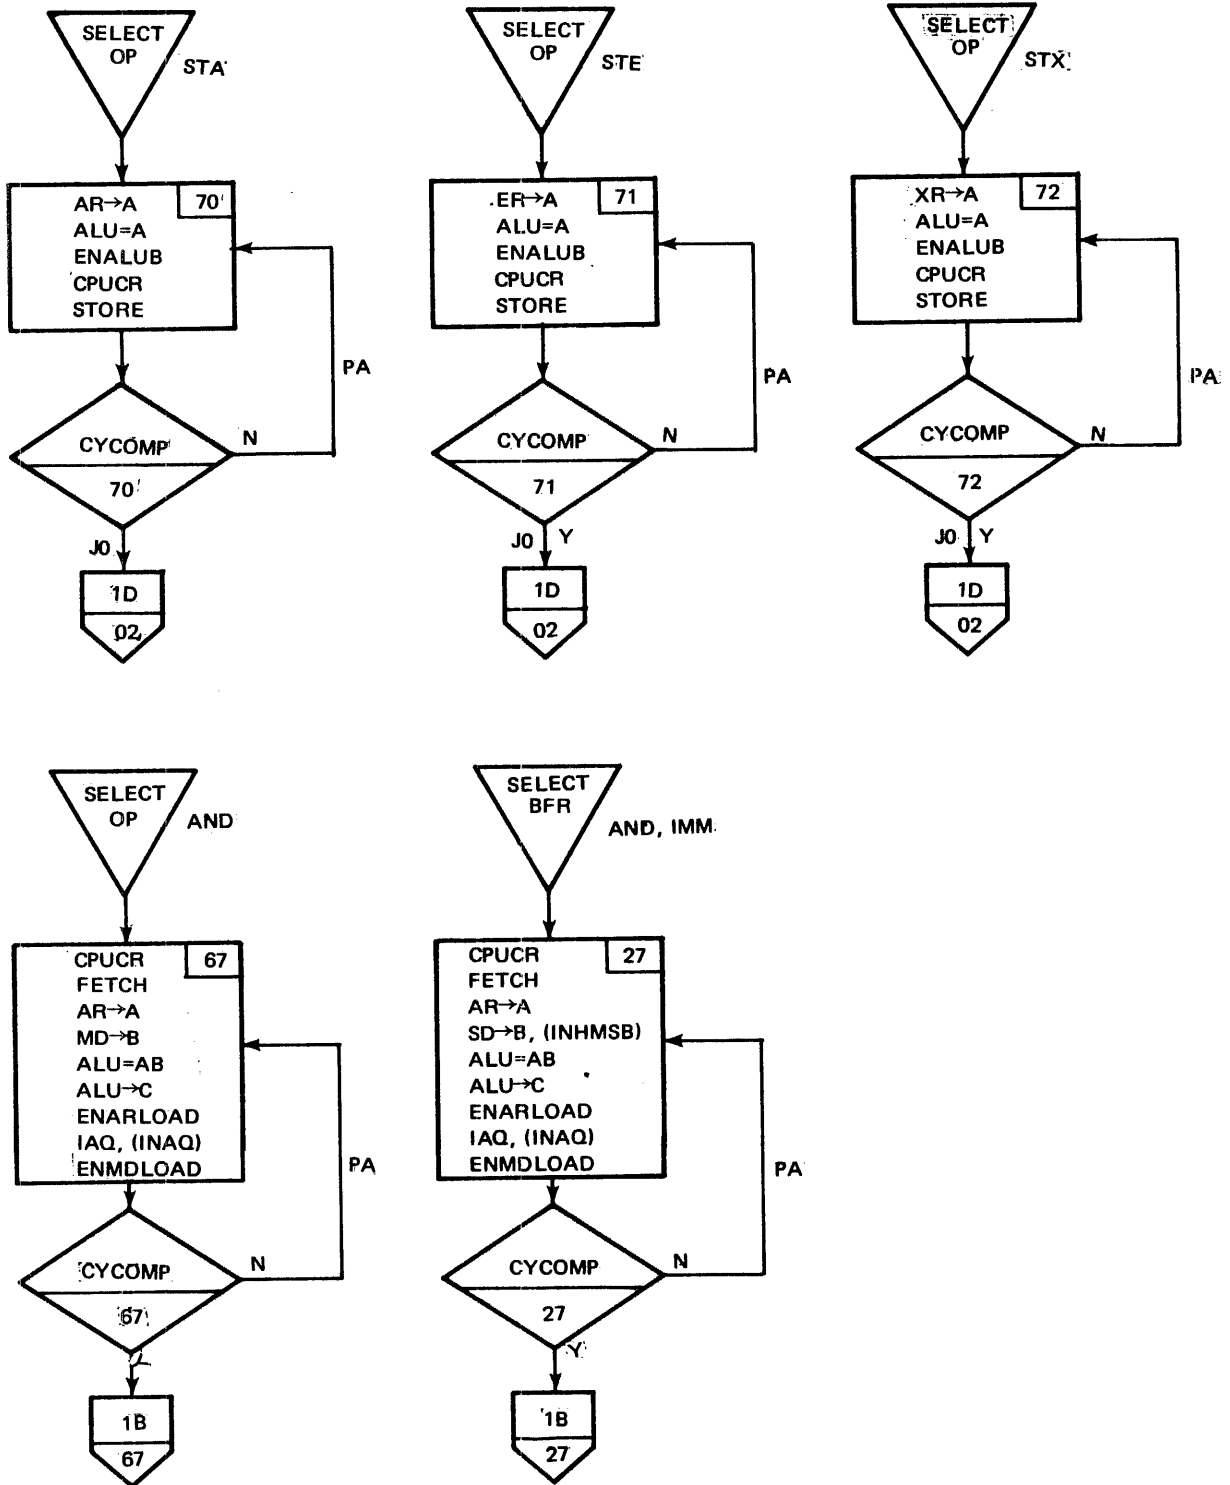 SELECT
OP
STA
AR→A
70
ALU=A
ENALUB
CPUCR
STORE
PA
CYCOMP
N
70
J0
1D
02
SELECT
OP
STE
ER→A
71
ALU=A
ENALUB
CPUCR
STORE
PA
CYCOMP
N
71
J0 Y
1D
02
SELECT
OP
STX
XR→A
72
ALU=A
ENALUB
CPUCR
STORE
PA
CYCOMP
N
72
J0 Y
1D
02
SELECT
OP
AND
CPUCR
67
FETCH
AR→A
MD→B
ALU=AB
ALU→C
ENARLOAD
IAQ, (INAQ)
ENMDLOAD
PA
CYCOMP
N
67
Y
1B
67
SELECT
BFR
AND, IMM
CPUCR
27
FETCH
AR→A
SD→B, (INHMSB)
ALU=AB
ALU→C
ENARLOAD
IAQ, (INAQ)
ENMDLOAD
PA
CYCOMP
N
27
Y
1B
27